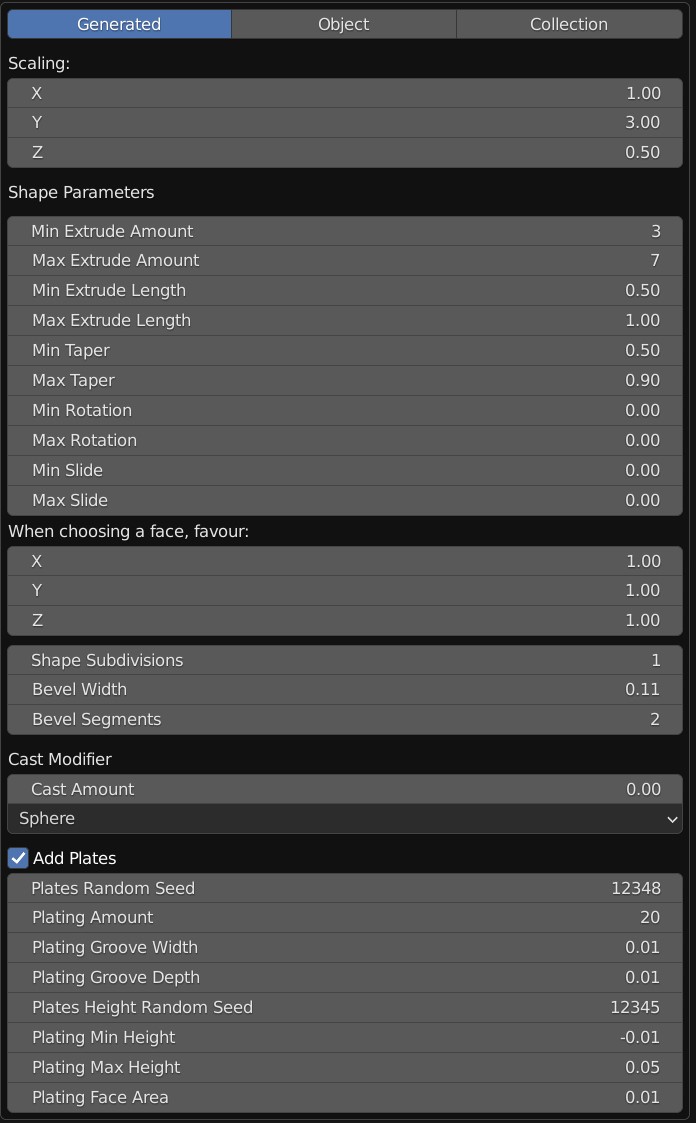 Generated Object Collection
Scaling:
X 1.00
Y 3.00
Z 0.50
Shape Parameters
Min Extrude Amount 3
Max Extrude Amount 7
Min Extrude Length 0.50
Max Extrude Length 1.00
Min Taper 0.50
Max Taper 0.90
Min Rotation 0.00
Max Rotation 0.00
Min Slide 0.00
Max Slide 0.00
When choosing a face, favour:
X 1.00
Y 1.00
Z 1.00
Shape Subdivisions 1
Bevel Width 0.11
Bevel Segments 2
Cast Modifier
Cast Amount 0.00
Sphere
Add Plates
Plates Random Seed 12348
Plating Amount 20
Plating Groove Width 0.01
Plating Groove Depth 0.01
Plates Height Random Seed 12345
Plating Min Height -0.01
Plating Max Height 0.05
Plating Face Area 0.01